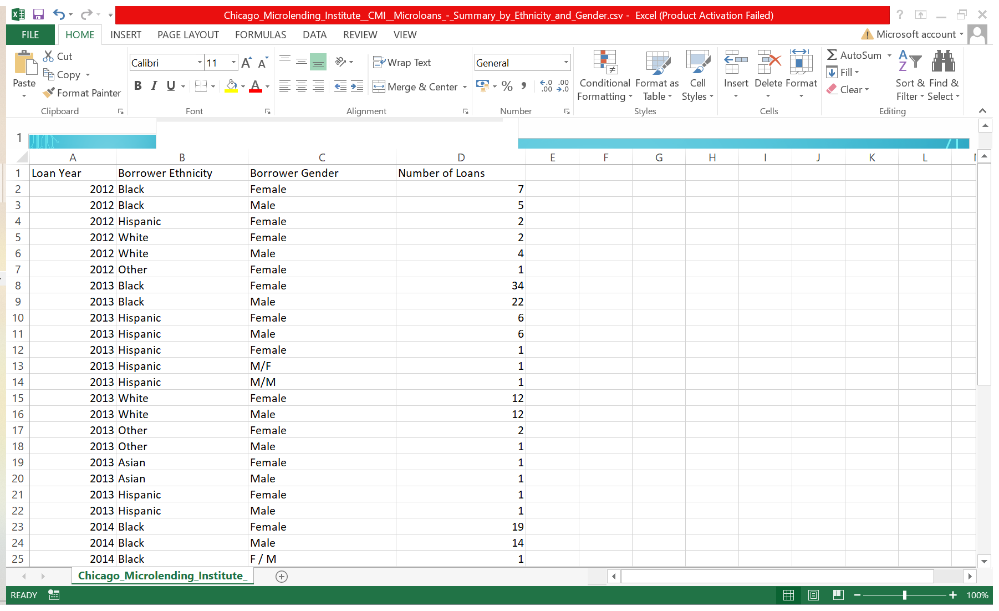 Chicago_Microlending_Institute__CMI__Microloans_-_Summary_by_Ethnicity_and_Gender.csv - Excel (Product Activation Failed)
FILE HOME INSERT PAGE LAYOUT FORMULAS DATA REVIEW VIEW Microsoft account
Paste Cut Copy Format Painter
Calibri 11
B I U A
Wrap Text
Merge & Center
General
Conditional Formatting Format as Table Cell Styles
Insert Delete Format
AutoSum Fill Clear
Sort & Filter Find & Select
Clipboard Font Alignment Number Styles Cells Editing
1
A B C D E F G H I J K L
1 Loan Year Borrower Ethnicity Borrower Gender Number of Loans
2 2012 Black Female 7
3 2012 Black Male 5
4 2012 Hispanic Female 2
5 2012 White Female 2
6 2012 White Male 4
7 2012 Other Female 1
8 2013 Black Female 34
9 2013 Black Male 22
10 2013 Hispanic Female 6
11 2013 Hispanic Male 6
12 2013 Hispanic Female 1
13 2013 Hispanic M/F 1
14 2013 Hispanic M/M 1
15 2013 White Female 12
16 2013 White Male 12
17 2013 Other Female 2
18 2013 Other Male 1
19 2013 Asian Female 1
20 2013 Asian Male 1
21 2013 Hispanic Female 1
22 2013 Hispanic Male 1
23 2014 Black Female 19
24 2014 Black Male 14
25 2014 Black F / M 1
Chicago_Microlending_Institute_
READY 100%